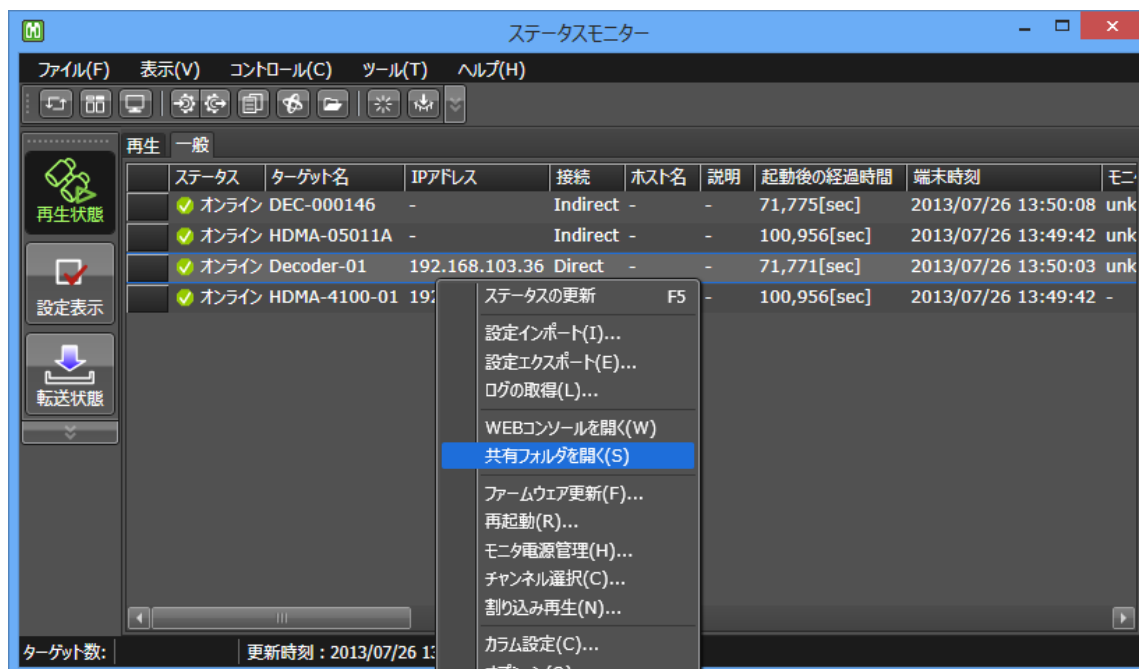 ステータスモニター
ファイル(F) 表示(V) コントロール(C) ツール(T) ヘルプ(H)
再生 一般
ステータス ターゲット名 IPアドレス 接続 ホスト名 説明 起動後の経過時間 端末時刻
オンライン DEC-000146 - Indirect - - 71,775[sec] 2013/07/26 13:50:08 unk
オンライン HDMA-05011A - Indirect - - 100,956[sec] 2013/07/26 13:49:42 unk
オンライン Decoder-01 192.168.103.36 Direct - - 71,771[sec] 2013/07/26 13:50:03 unk
オンライン HDMA-4100-01 192 - 100,956[sec] 2013/07/26 13:49:42 -
再生状態
設定表示
転送状態
ステータスの更新 F5
設定インポート(I)...
設定エクスポート(E)...
ログの取得(L)...
WEBコンソールを開く(W)
共有フォルダを開く(S)
ファームウェア更新(F)...
再起動(R)...
モニタ電源管理(H)...
チャンネル選択(C)...
割り込み再生(N)...
カラム設定(C)...
ターゲット数: 更新時刻 : 2013/07/26